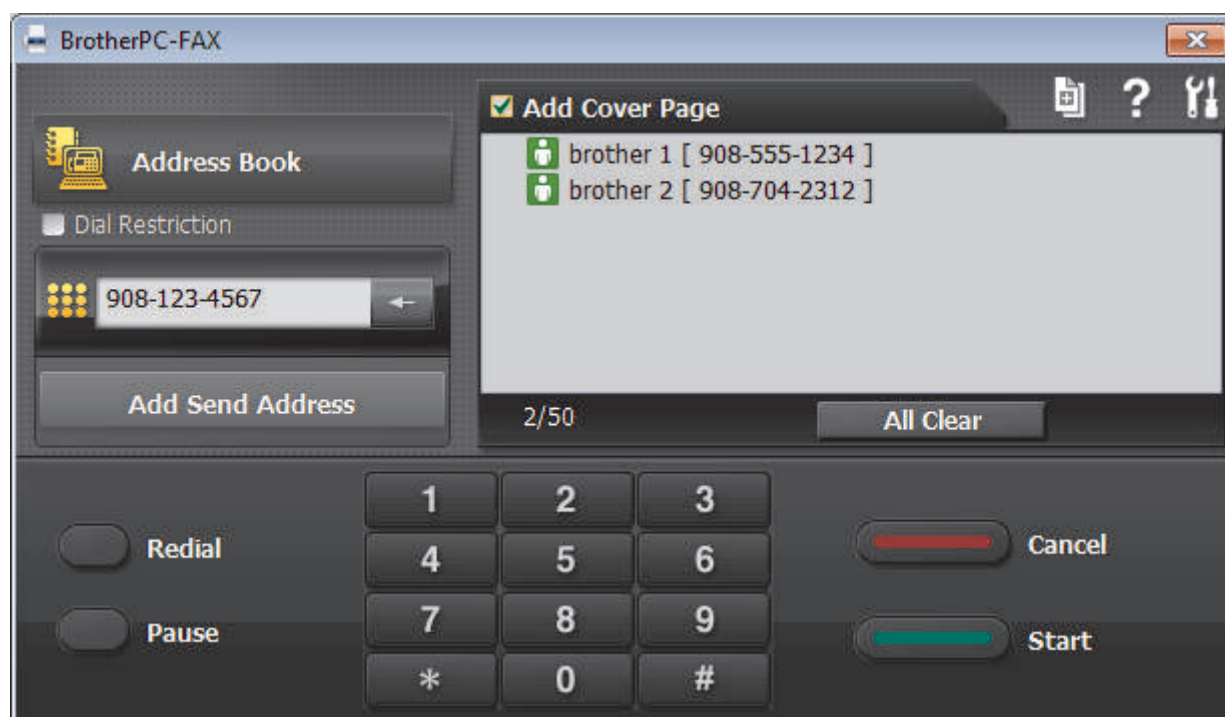 BrotherPC-FAX
Address Book
Dial Restriction
908-123-4567
Add Send Address
Add Cover Page
?
brother 1 [ 908-555-1234 ]
brother 2 [ 908-704-2312 ]
2/50
All Clear
Redial
Pause
1 2 3
4 5 6
7 8 9
* 0 #
Cancel
Start